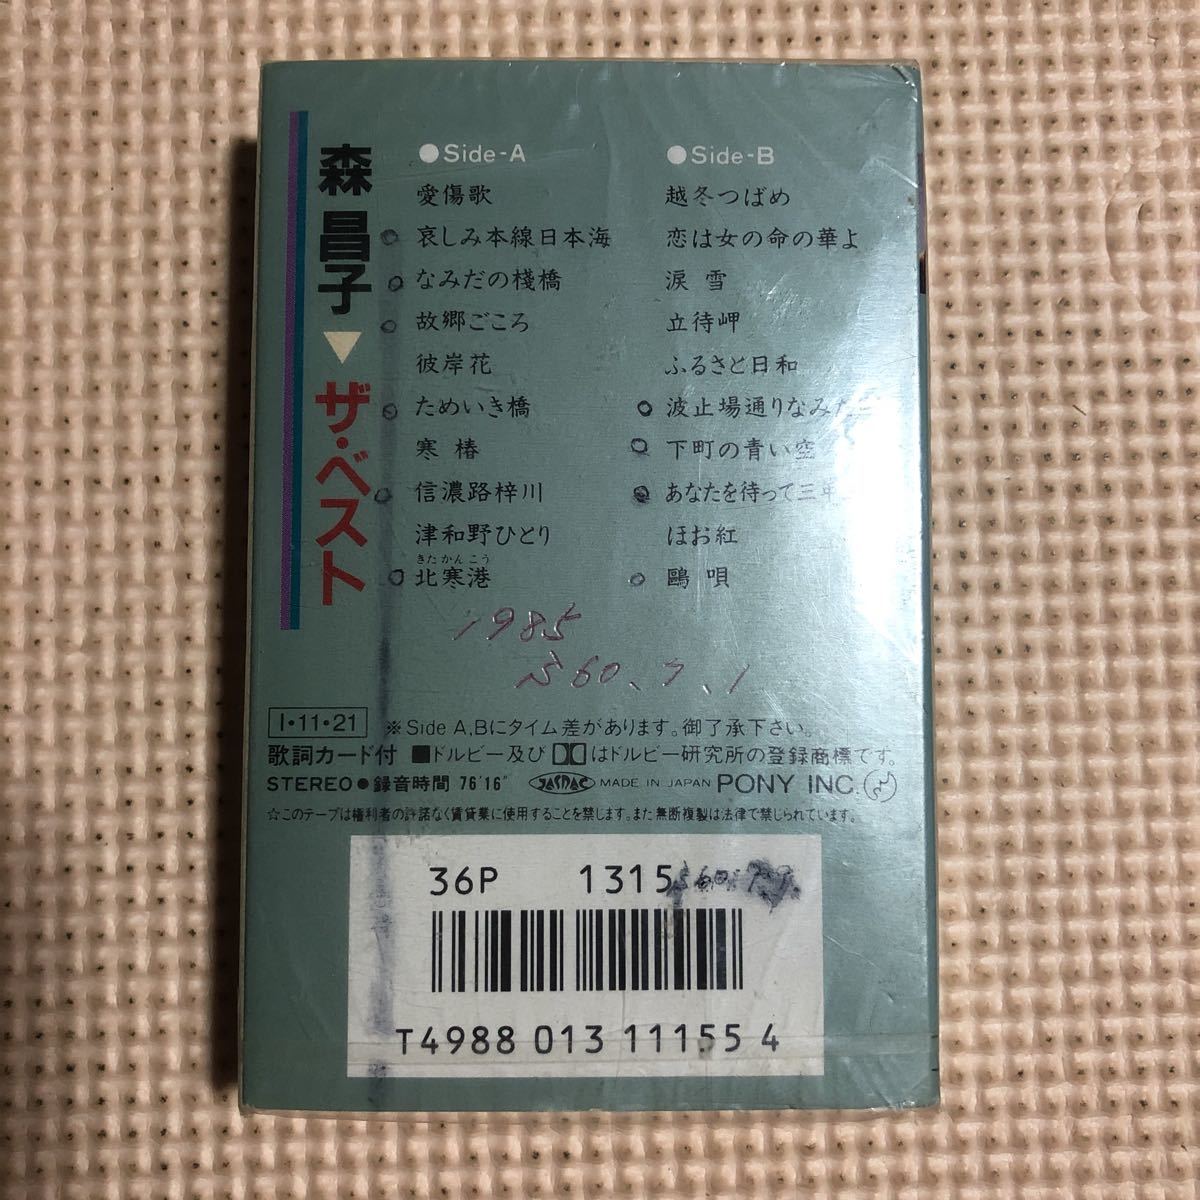 森昌子▼ザ・ベスト
●Side-A
愛傷歌
哀しみ本線日本海
なみだの棧橋
故郷ごころ
彼岸花
ためいき橋
寒椿
信濃路梓川
津和野ひとり
きたかんこう
北寒港
●Side-B
越冬つばめ
恋は女の命の華よ
涙雪
立待岬
ふるさと日和
波止場通りなみだ
下町の青い空
あなたを待って三年
ほお紅
鷗唄
1985
S60、7、1
I・11・21 ※Side A,Bにタイム差があります。御了承下さい。
歌詞カード付 ■ドルビー及びはドルビー研究所の登録商標です。
STEREO●録音時間 76'16" JASRAC MADE IN JAPAN PONY INC.
☆このテープは権利者の許諾なく賃貸業に使用することを禁じます。また無断複製は法律で禁じられています。
36P 1315 S60.7.1.
T4988 013 111155 4